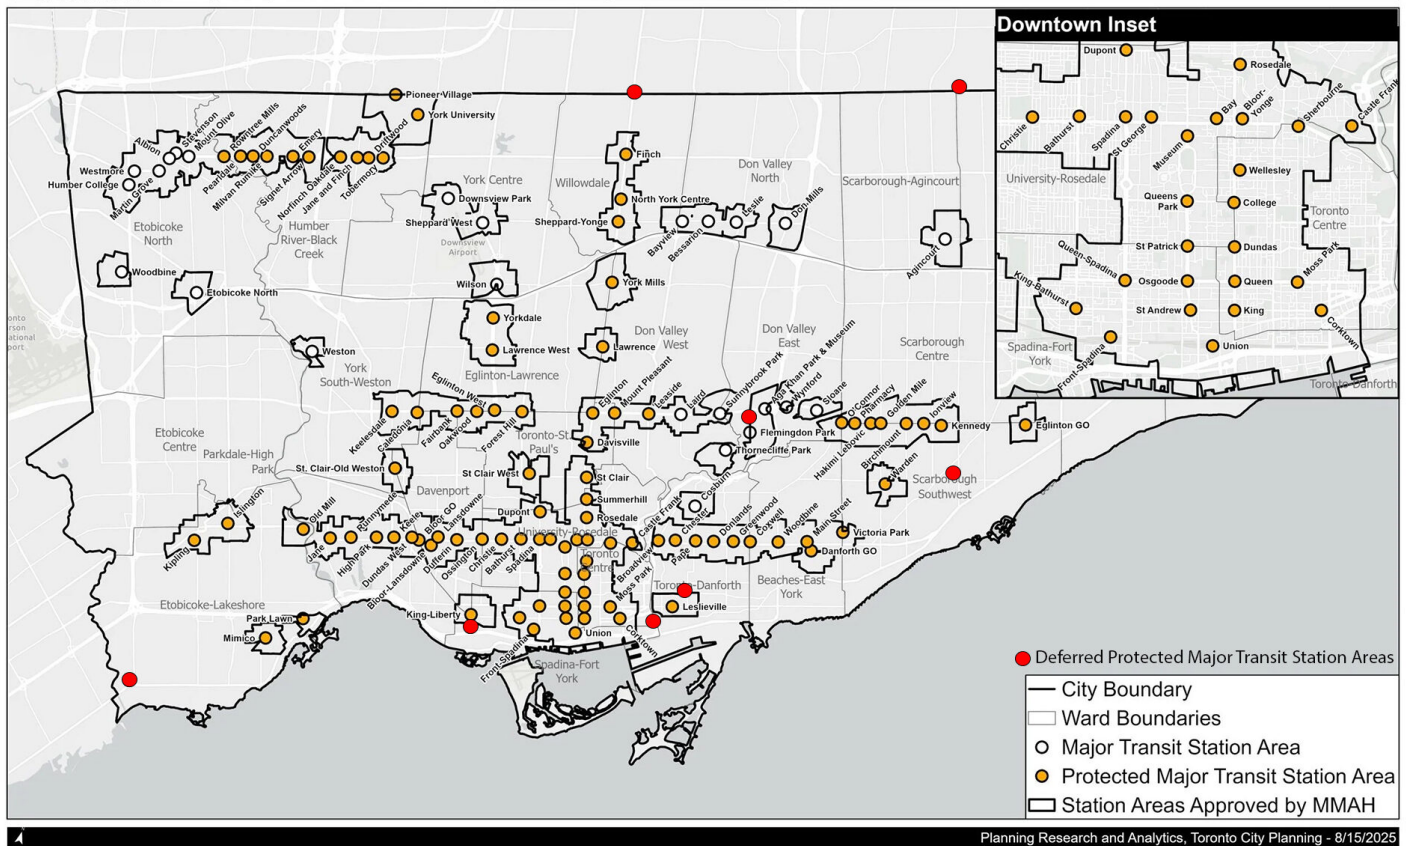 Downtown Inset
Dupont
Rosedale
Christie
Bathurst
Spadina
St George
Museum
Bay
Bloor-
Yonge
Sherbourne
Castle Frank
University-Rosedale
Wellesley
Queens
Park
College
Toronto
Centre
St Patrick
Dundas
Moss Park
Queen-Spadina
Osgoode
Queen
King-Bathurst
St Andrew
King
Corktown
Spadina-Fort
York
Front-Spadina
Union
Toronto-Danforth
Pioneer Village
York University
Albion
Stevenson
Mount Olive
Rowntree Mills
Duncanwoods
Emery
Driftwood
Westmore
Humber College
Martin Grove
Pearldale
Milvan Rumike
Signet Arrow
Norfinch Oakdale
Jane and Finch
Tobermory
Finch
Don Valley
North
York Centre
Willowdale
Scarborough-Agincourt
Downsview Park
Sheppard West
North York Centre
Sheppard-Yonge
Bayview
Bessarion
Leslie
Don-Mills
Agincourt
Etobicoke
North
Humber
River-Black
Creek
Downsview
Airport
Woodbine
Etobicoke North
Wilson
York Mills
Yorkdale
Lawrence West
Lawrence
onto
arson
national
port
Weston
York
South-Weston
Eglinton-Lawrence
Don Valley
West
Don Valley
East
Scarborough
Centre
Eglinton West
Keelesdale
Caledonia
Fairbank
Oakwood
Forest Hill
Eglinton
Mount Pleasant
Leaside
Laird
Sunnybrook Park
Aga Khan Park & Museum
Wynford
Sloane
O'Connor
Pharmacy
Golden Mile
Ionview
Kennedy
Hakimi Lebovic
Birchmount
Eglinton GO
Flemingdon Park
Thorncliffe Park
Davisville
Toronto-St.
Paul's
Etobicoke
Centre
Parkdale-High
Park
St. Clair-Old Weston
St Clair West
St Clair
Davenport
Summerhill
Rosedale
Dupont
Cosburn
Warden
Scarborough
Southwest
Islington
Kipling
Old Mill
Jane
Runnymede
High Park
Keele
Dundas West
Bloor GO
Bloor-Lansdowne
Lansdowne
Dufferin
Ossington
Christie
Bathurst
Spadina
University-Rosedale
Toronto
Centre
Castle Frank
Broadview
Chester
Pape
Donlands
Greenwood
Coxwell
Woodbine
Main Street
Victoria Park
Danforth GO
Moss Park
Toronto-Danforth
Beaches-East
York
Leslieville
Etobicoke-Lakeshore
Park Lawn
Mimico
King-Liberty
Front-Spadina
Union
Corktown
Spadina-Fort
York
Deferred Protected Major Transit Station Areas
City Boundary
Ward Boundaries
Major Transit Station Area
Protected Major Transit Station Area
Station Areas Approved by MMAH
Planning Research and Analytics, Toronto City Planning - 8/15/2025